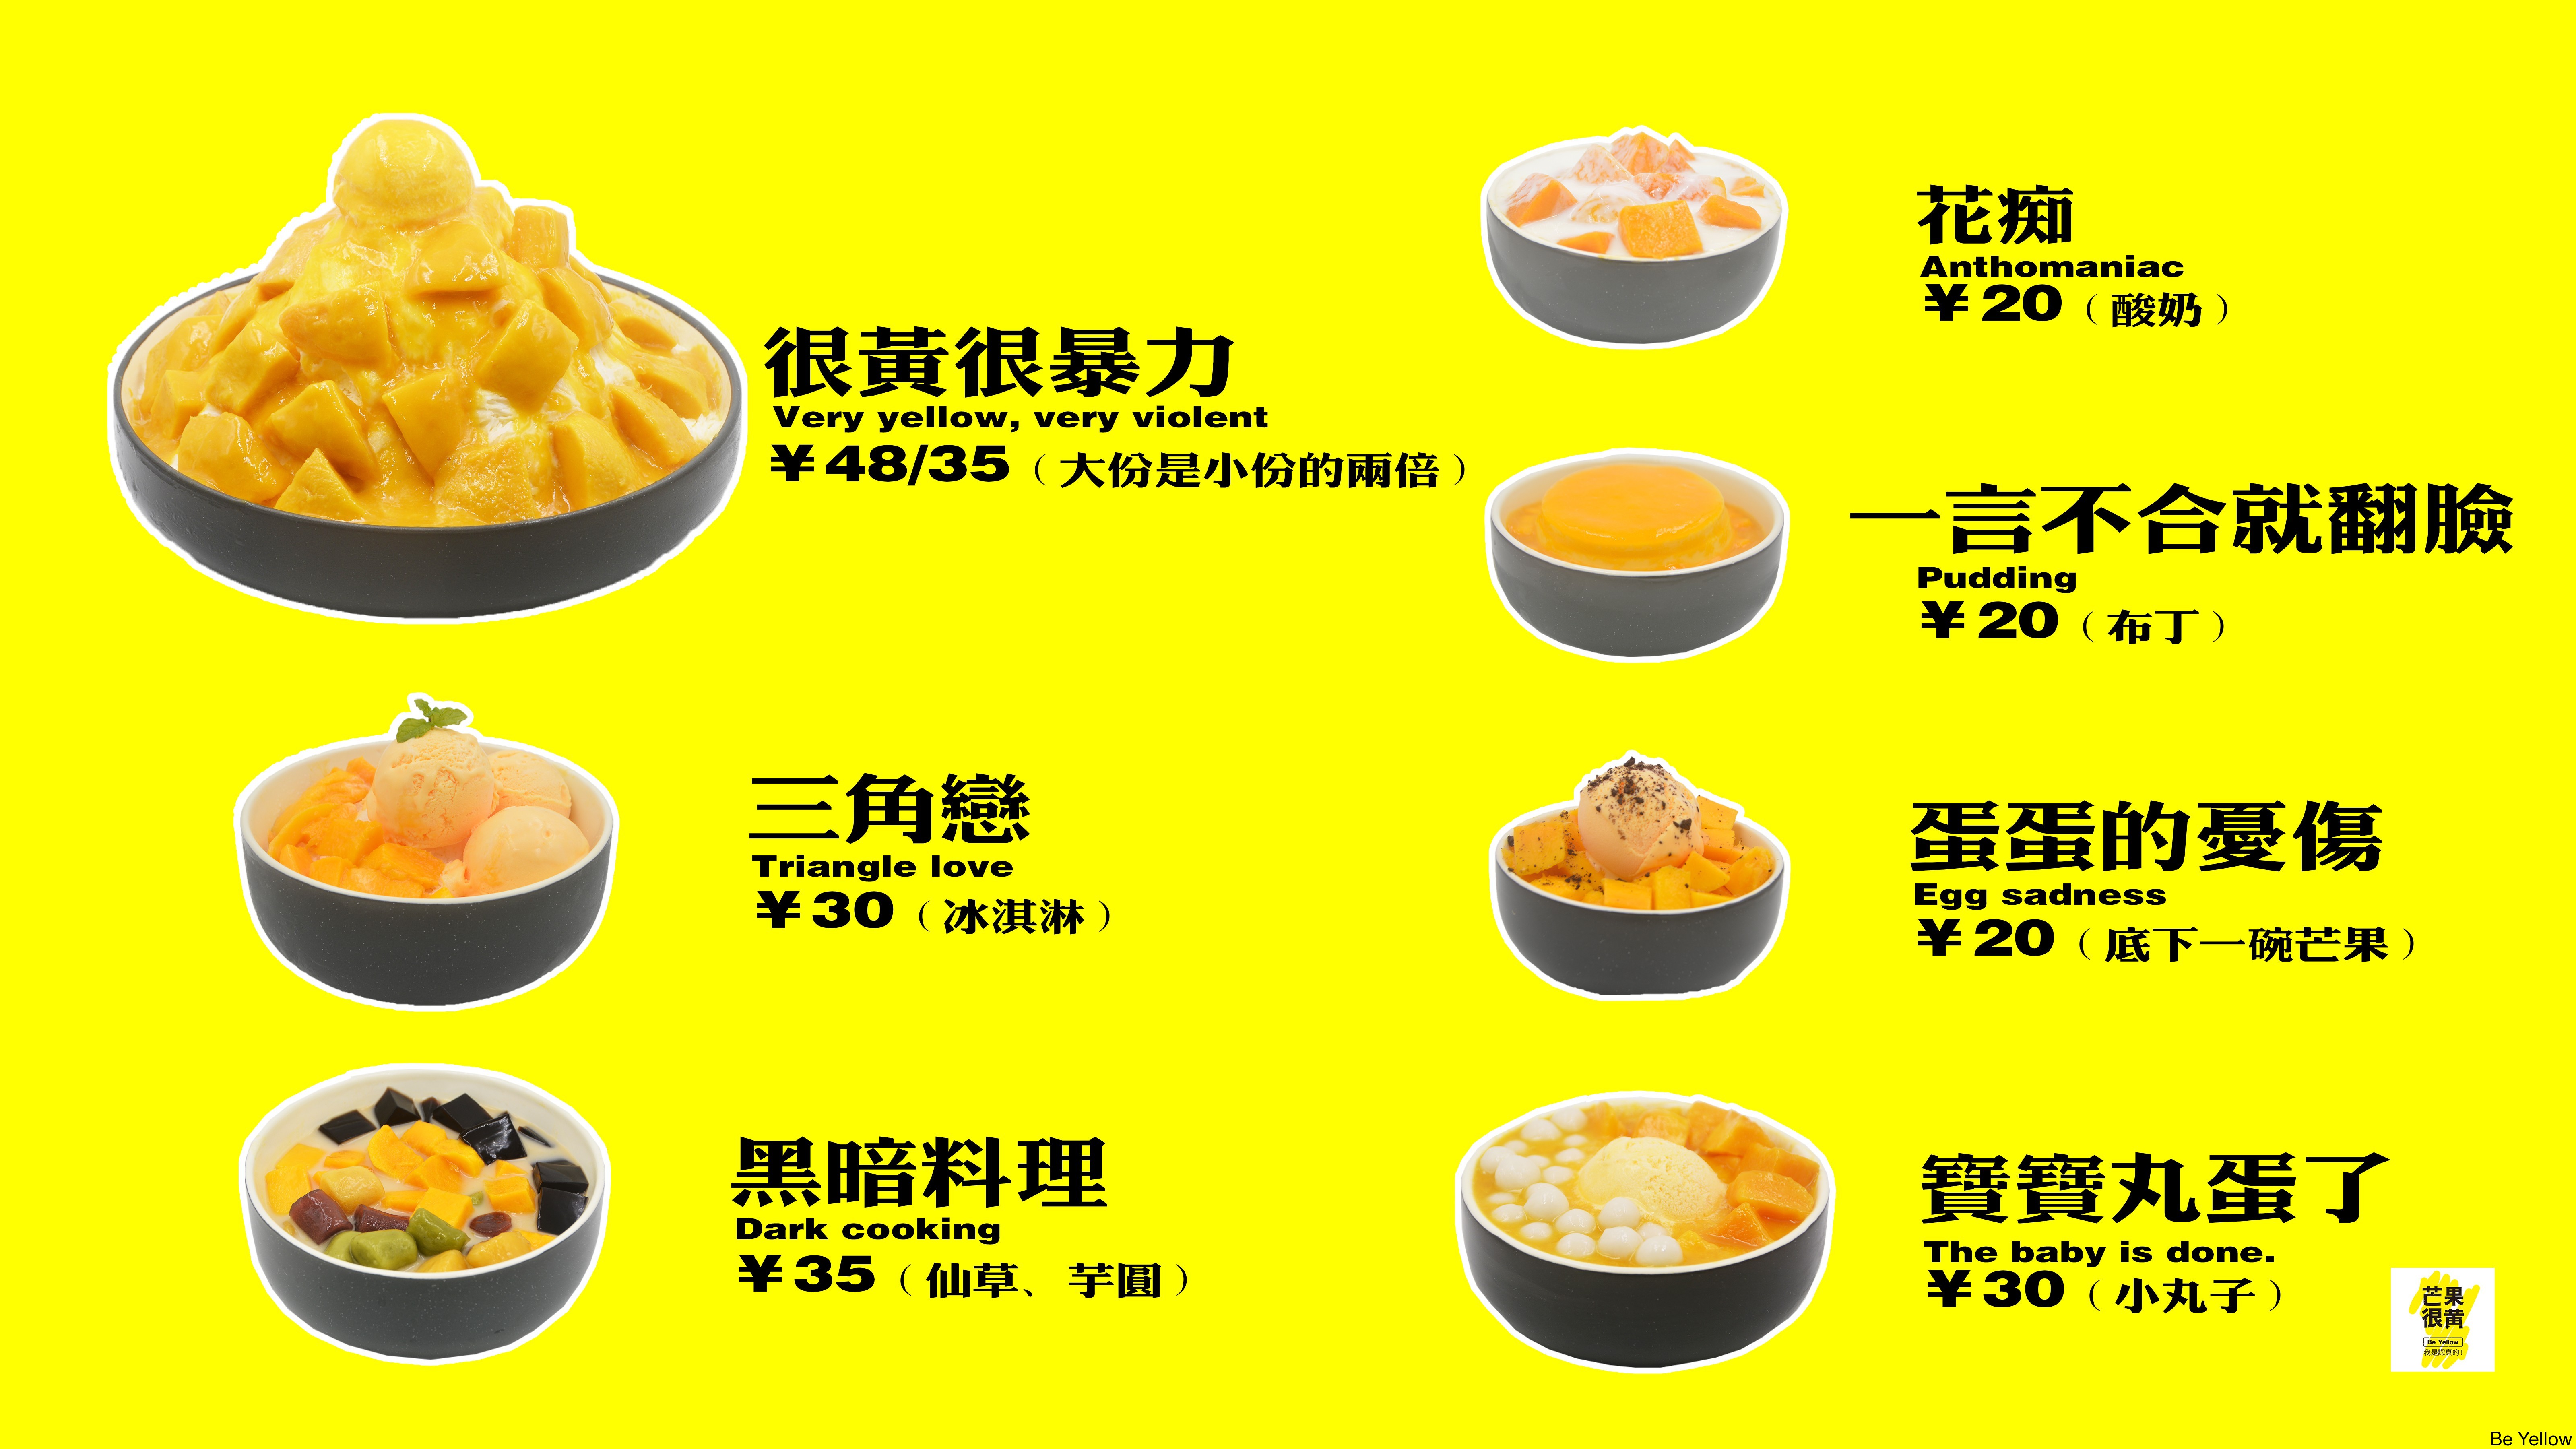 很黃很暴力
Very yellow, very violent
¥48/35（大份是小份的兩倍）
三角戀
Triangle love
¥30（冰淇淋）
黑暗料理
Dark cooking
¥35（仙草、芋圓）
花痴
Anthomaniac
¥20（酸奶）
一言不合就翻臉
Pudding
¥20（布丁）
蛋蛋的憂傷
Egg sadness
¥20（底下一碗芒果）
寶寶丸蛋了
The baby is done.
¥30（小丸子）
芒果
很黄
Be Yellow
我是認真的!
Be Yellow